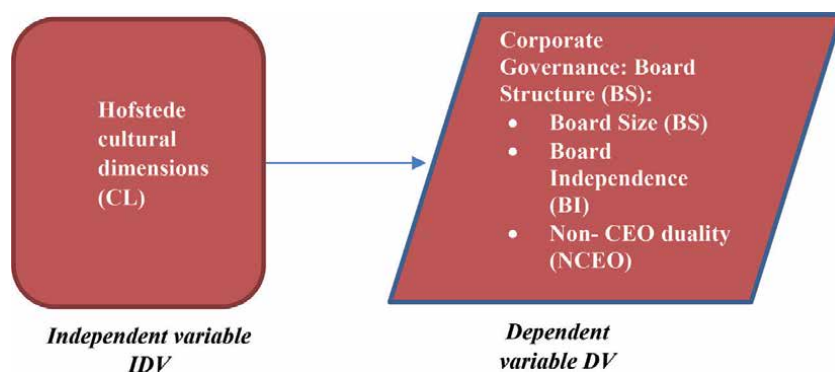 Hofstede
cultural
dimensions
(CL)
Independent variable
IDV
Corporate
Governance: Board
Structure (BS):
• Board Size (BS)
• Board
Independence
(BI)
• Non- CEO duality
(NCEO)
Dependent
variable DV